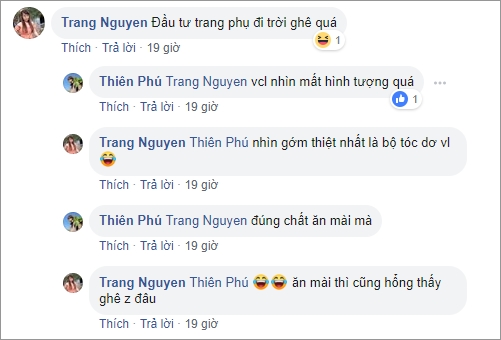 Trang Nguyen Đầu tư trang phụ đi trời ghê quá
1
Thích · Trả lời · 19 giờ
Thiên Phú Trang Nguyen vcl nhìn mất hình tượng quá
1
Thích · Trả lời · 19 giờ
Trang Nguyen Thiên Phú nhìn gớm thiệt nhất là bộ tóc dơ vl
😂
Thích · Trả lời · 19 giờ
Thiên Phú Trang Nguyen đúng chất ăn mài mà
Thích · Trả lời · 19 giờ
Trang Nguyen Thiên Phú 😂😂 ăn mài thì cũng hổng thấy
ghê z đâu
Thích · Trả lời · 19 giờ